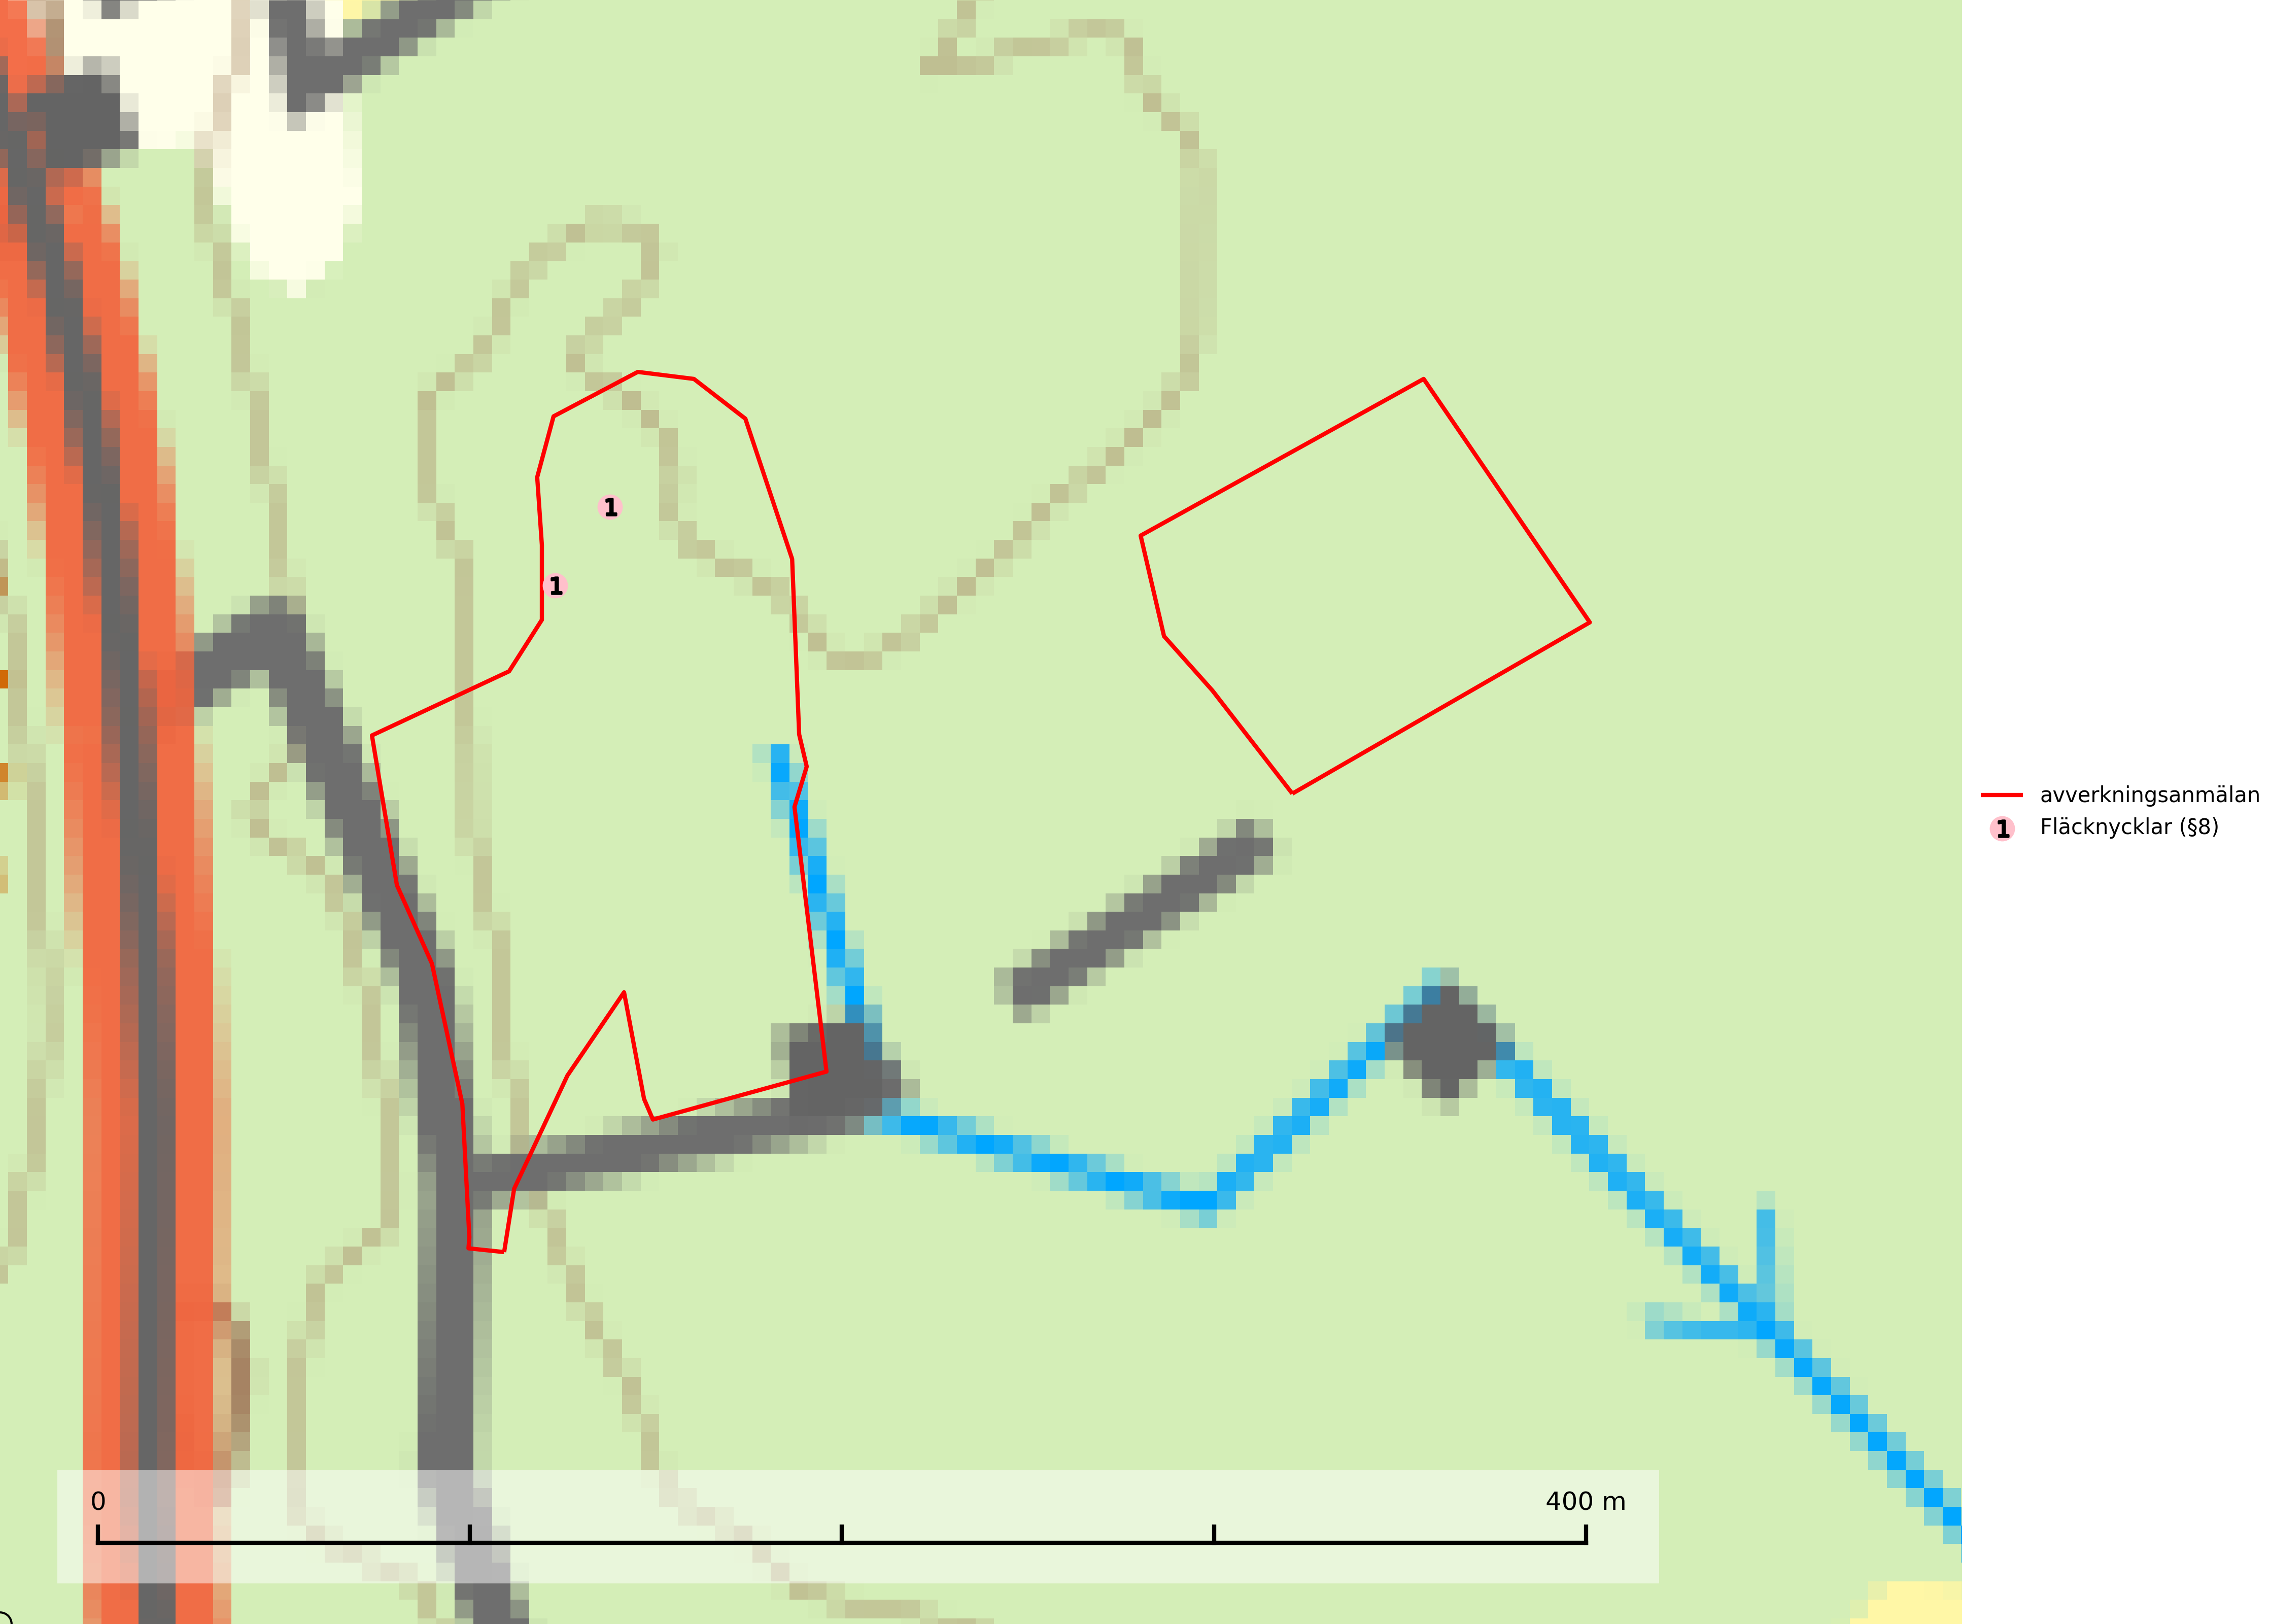 1
1
avverkningsanmälan
1 Fläcknycklar (§8)
0 400 m